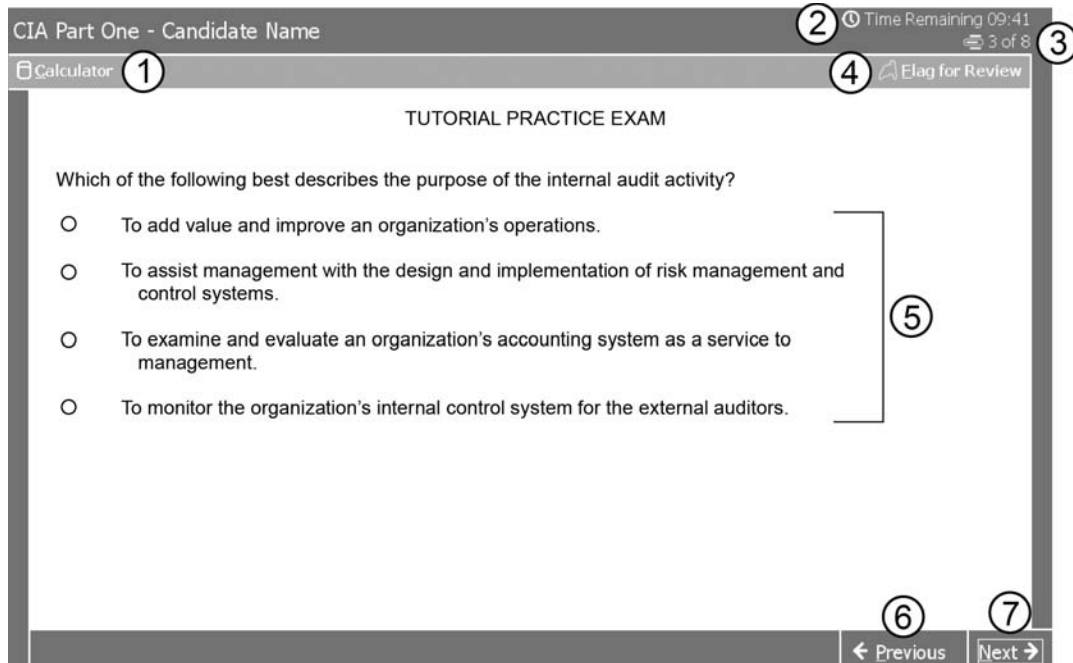 CIA Part One - Candidate Name
2
Time Remaining 09:41
3 of 8
3
Calculator
1
4
Flag for Review
TUTORIAL PRACTICE EXAM
Which of the following best describes the purpose of the internal audit activity?
To add value and improve an organization's operations.
To assist management with the design and implementation of risk management and
control systems.
5
To examine and evaluate an organization's accounting system as a service to
management.
To monitor the organization's internal control system for the external auditors.
6
7
Previous
Next